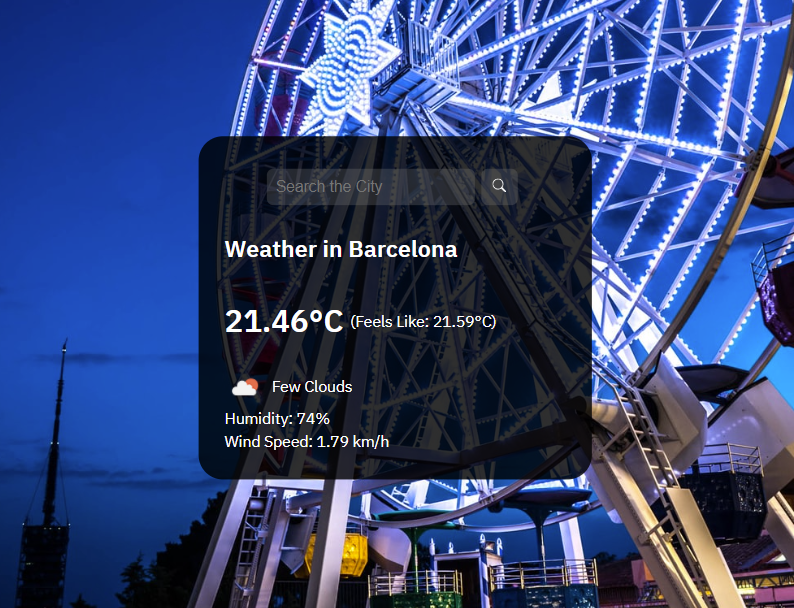 Search the City
Weather in Barcelona
21.46°C (Feels Like: 21.59°C)
Few Clouds
Humidity: 74%
Wind Speed: 1.79 km/h